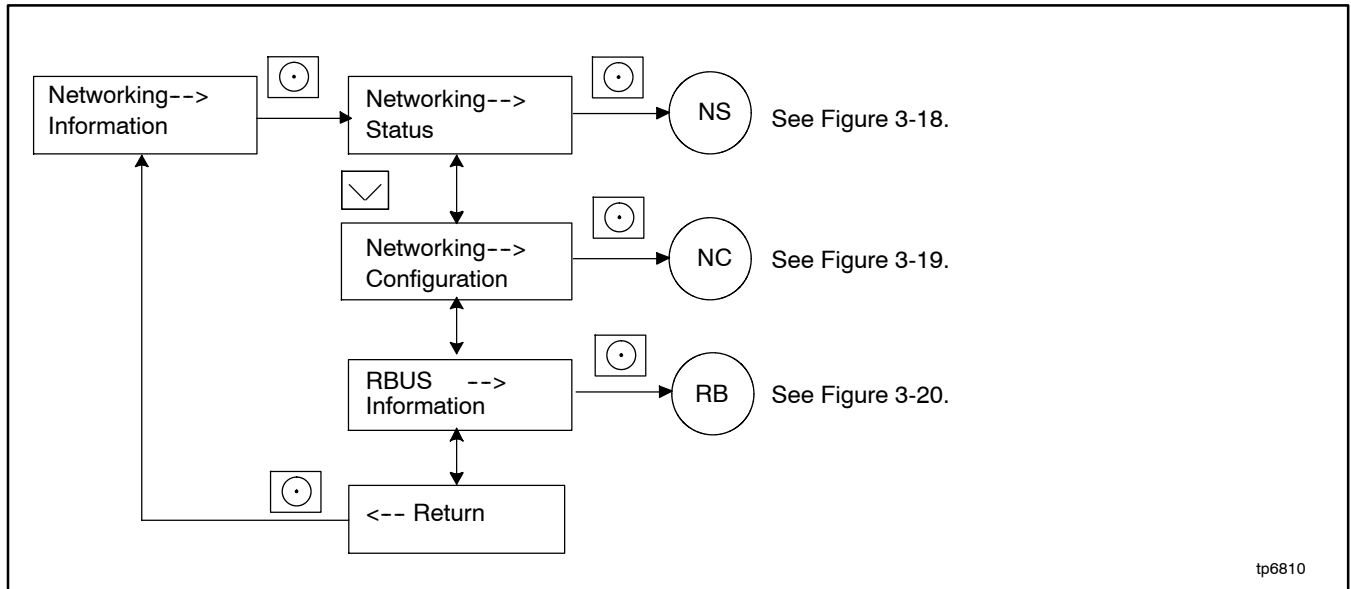 Networking-->
Information
Networking-->
Status
NS
See Figure 3-18.
Networking-->
Configuration
NC
See Figure 3-19.
RBUS -->
Information
RB
See Figure 3-20.
<-- Return
tp6810